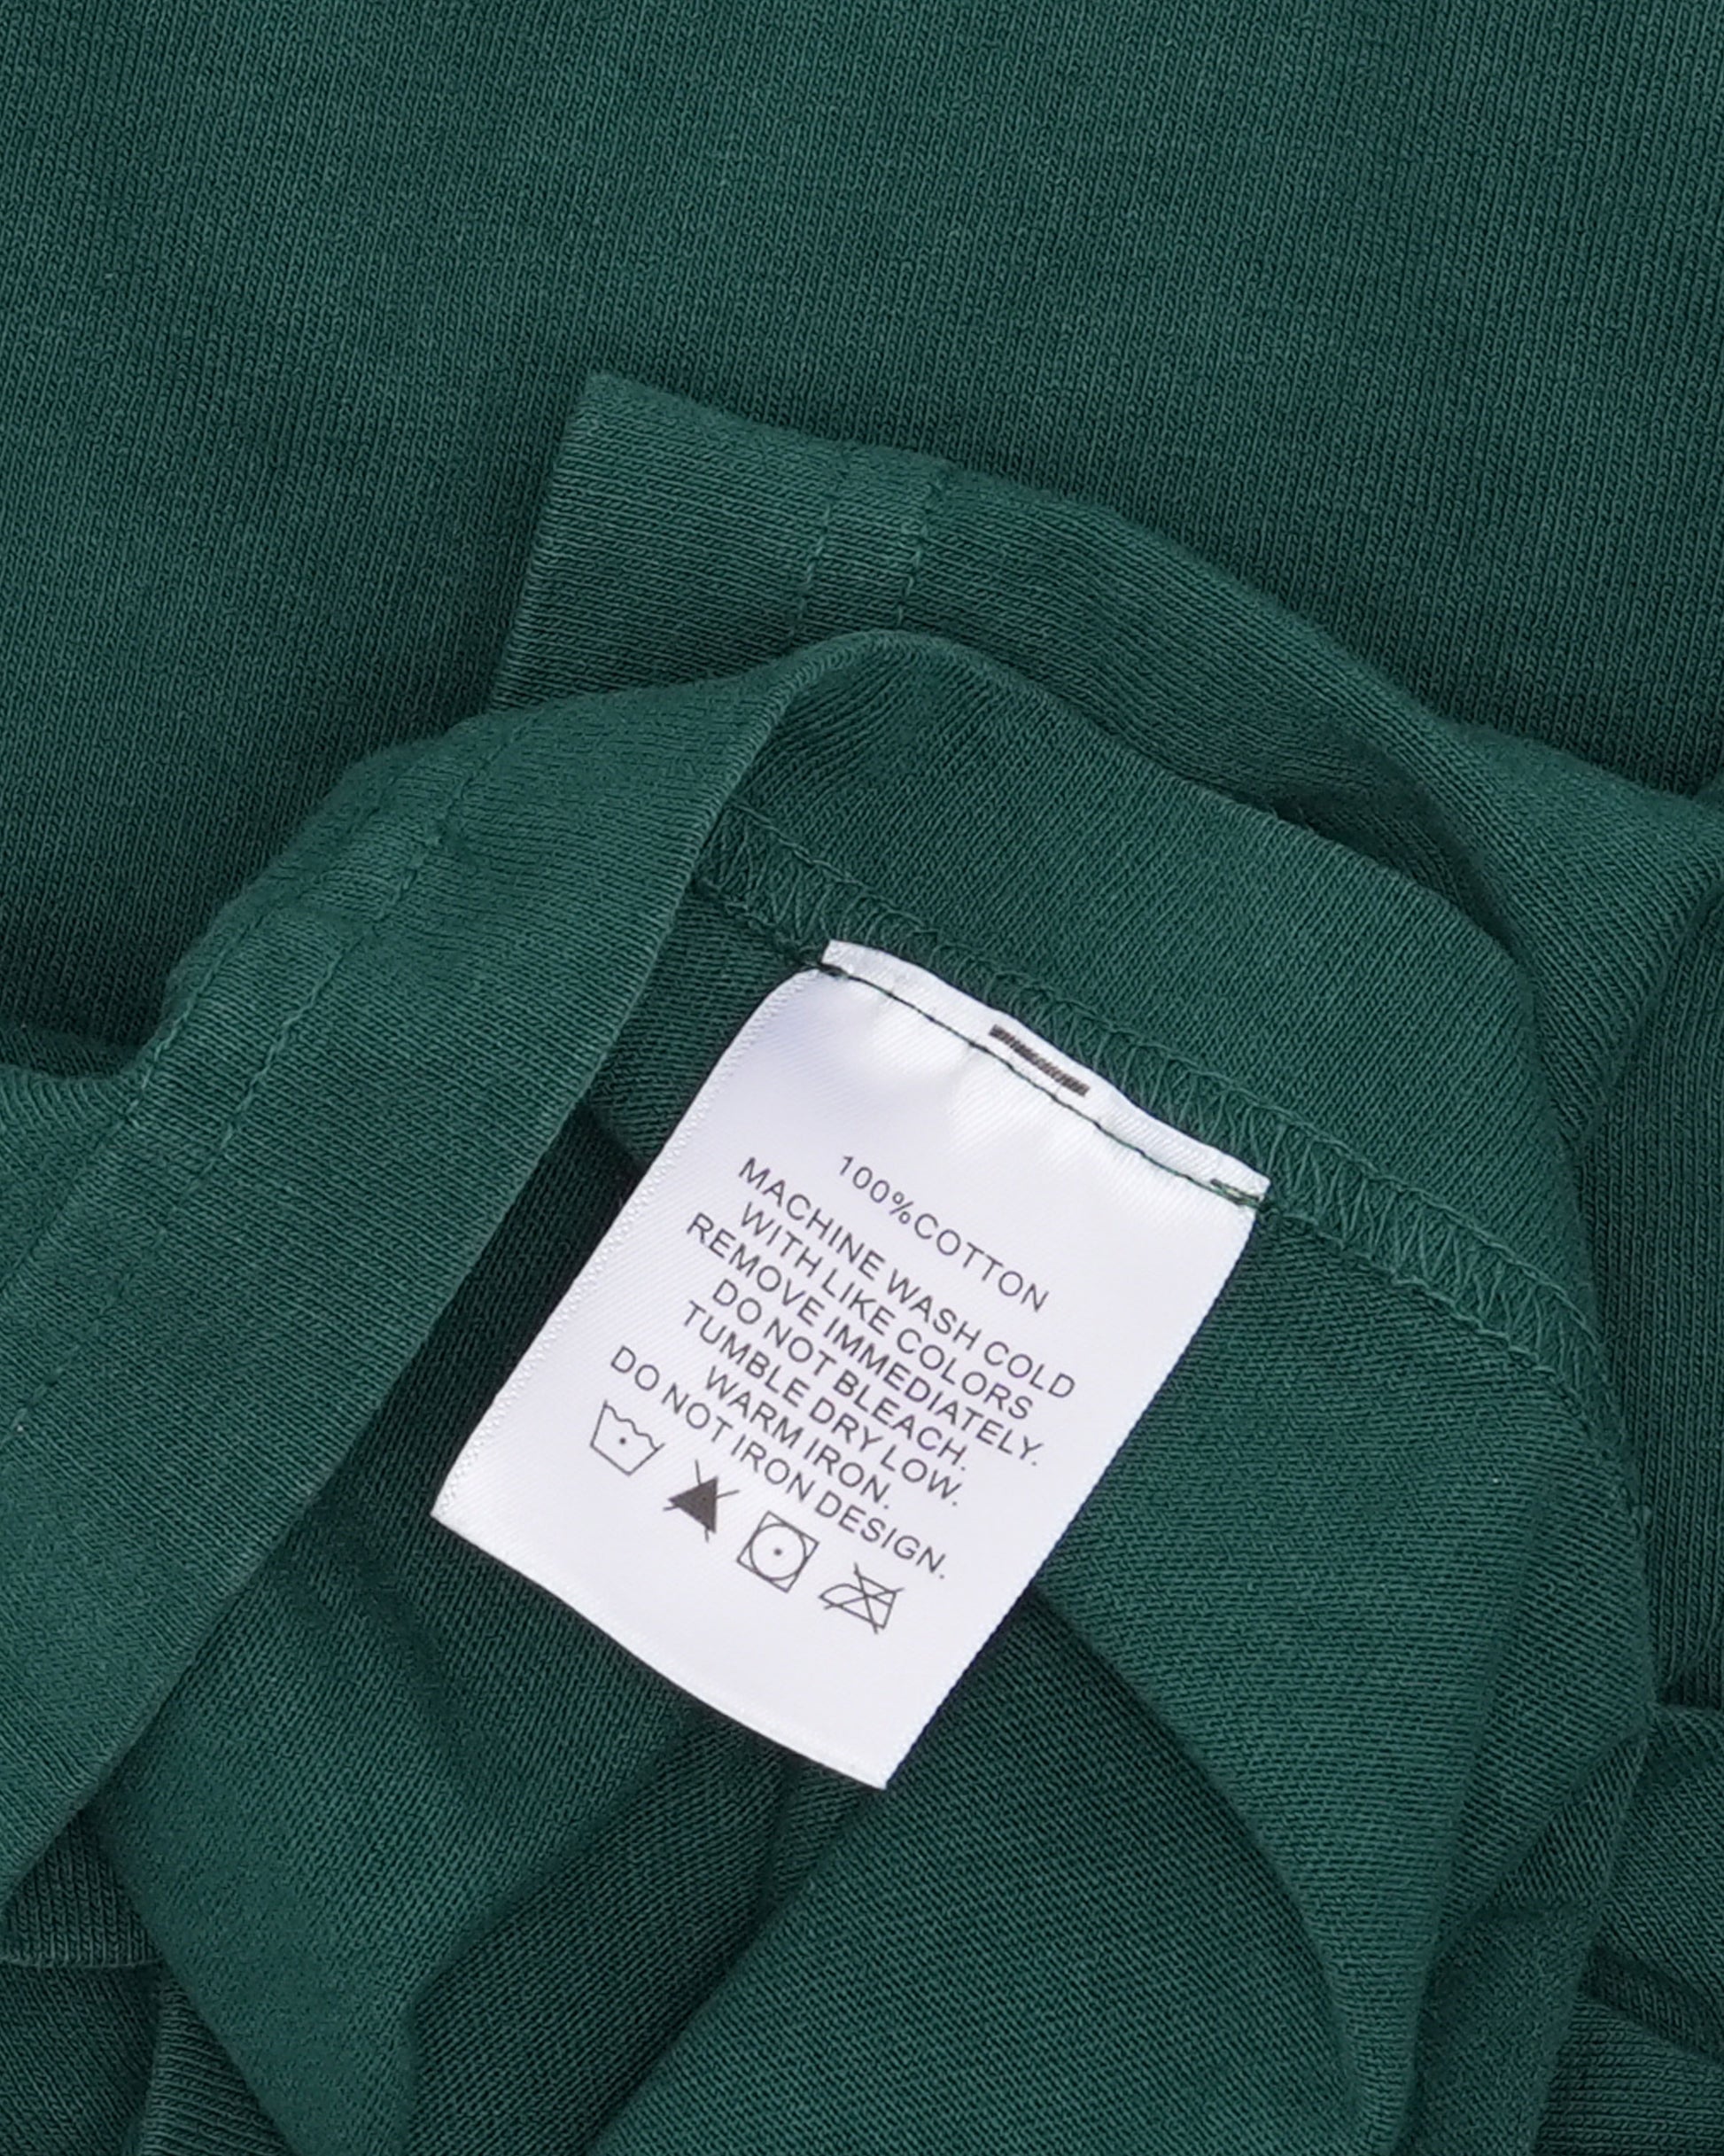 100%COTTON
MACHINE WASH COLD
WITH LIKE COLORS
REMOVE IMMEDIATELY.
DO NOT BLEACH.
TUMBLE DRY LOW.
WARM IRON.
DO NOT IRON DESIGN.